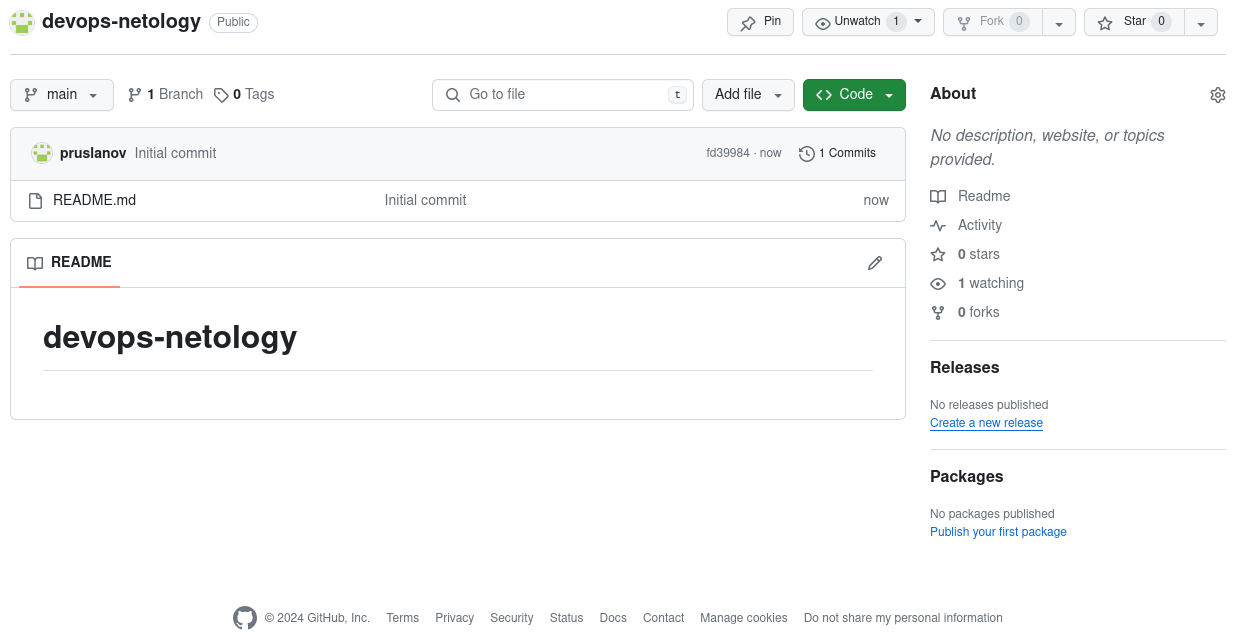 devops-netology Public Pin Unwatch 1 Fork 0 Star 0
main 1 Branch 0 Tags Go to file t Add file Code
pruslanov Initial commit fd39984 · now 1 Commits
README.md Initial commit now
README
devops-netology
About
No description, website, or topics
provided.
Readme
Activity
0 stars
1 watching
0 forks
Releases
No releases published
Create a new release
Packages
No packages published
Publish your first package
© 2024 GitHub, Inc. Terms Privacy Security Status Docs Contact Manage cookies Do not share my personal information